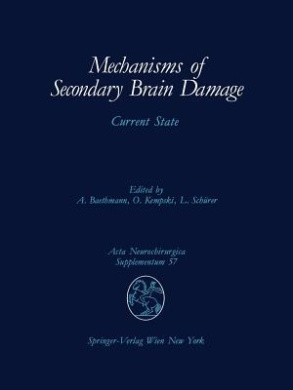 Mechanisms of
Secondary Brain Damage
Current State
Edited by
A. Baethmann, O. Kempski, L. Schürer
Acta Neurochirurgica
Supplementum 57
Springer-Verlag Wien New York